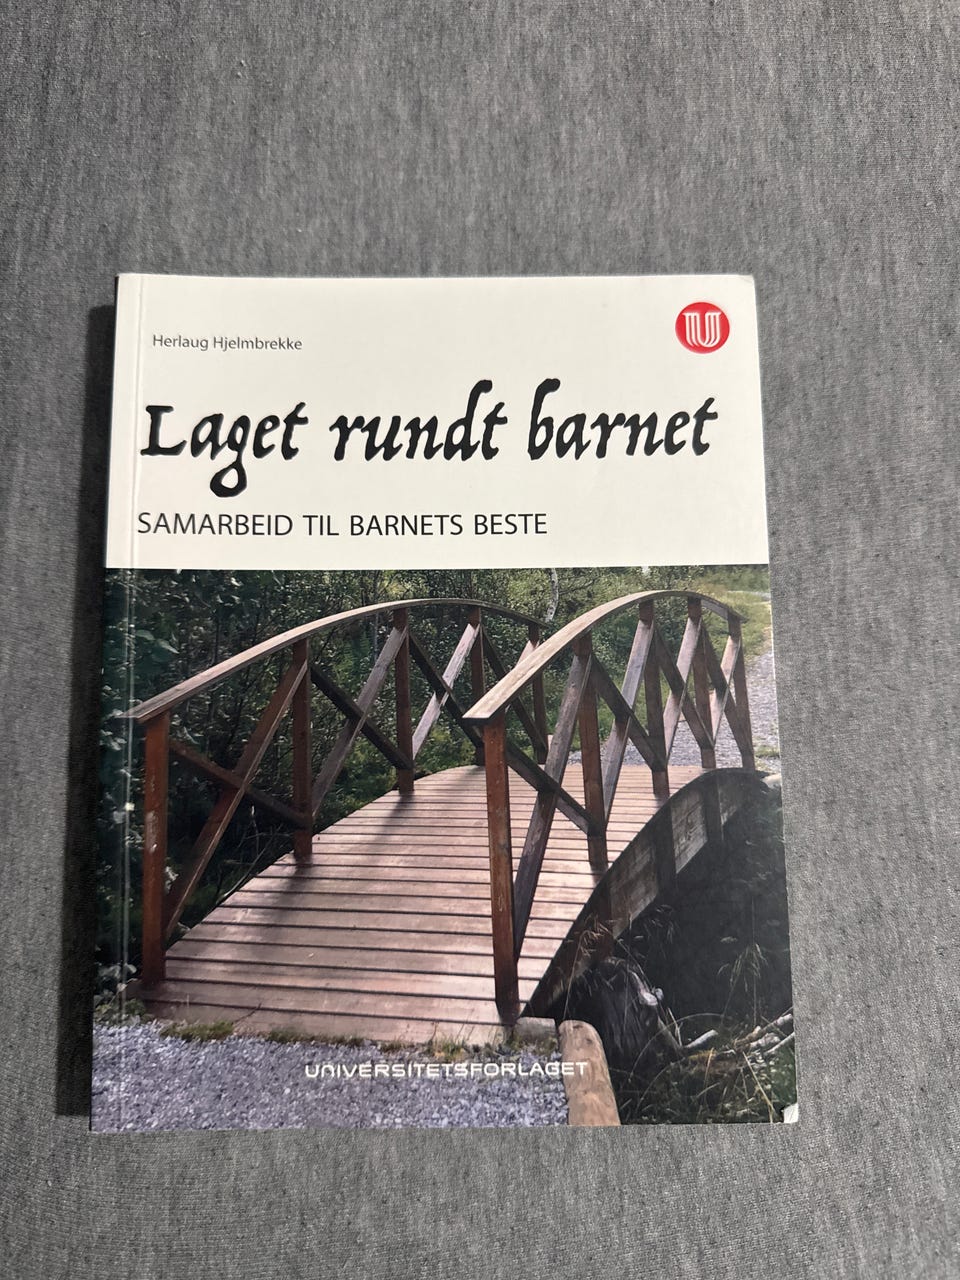 Herlaug Hjelmbrekke
Laget rundt barnet
SAMARBEID TIL BARNETS BESTE
UNIVERSITETSFORLAGET